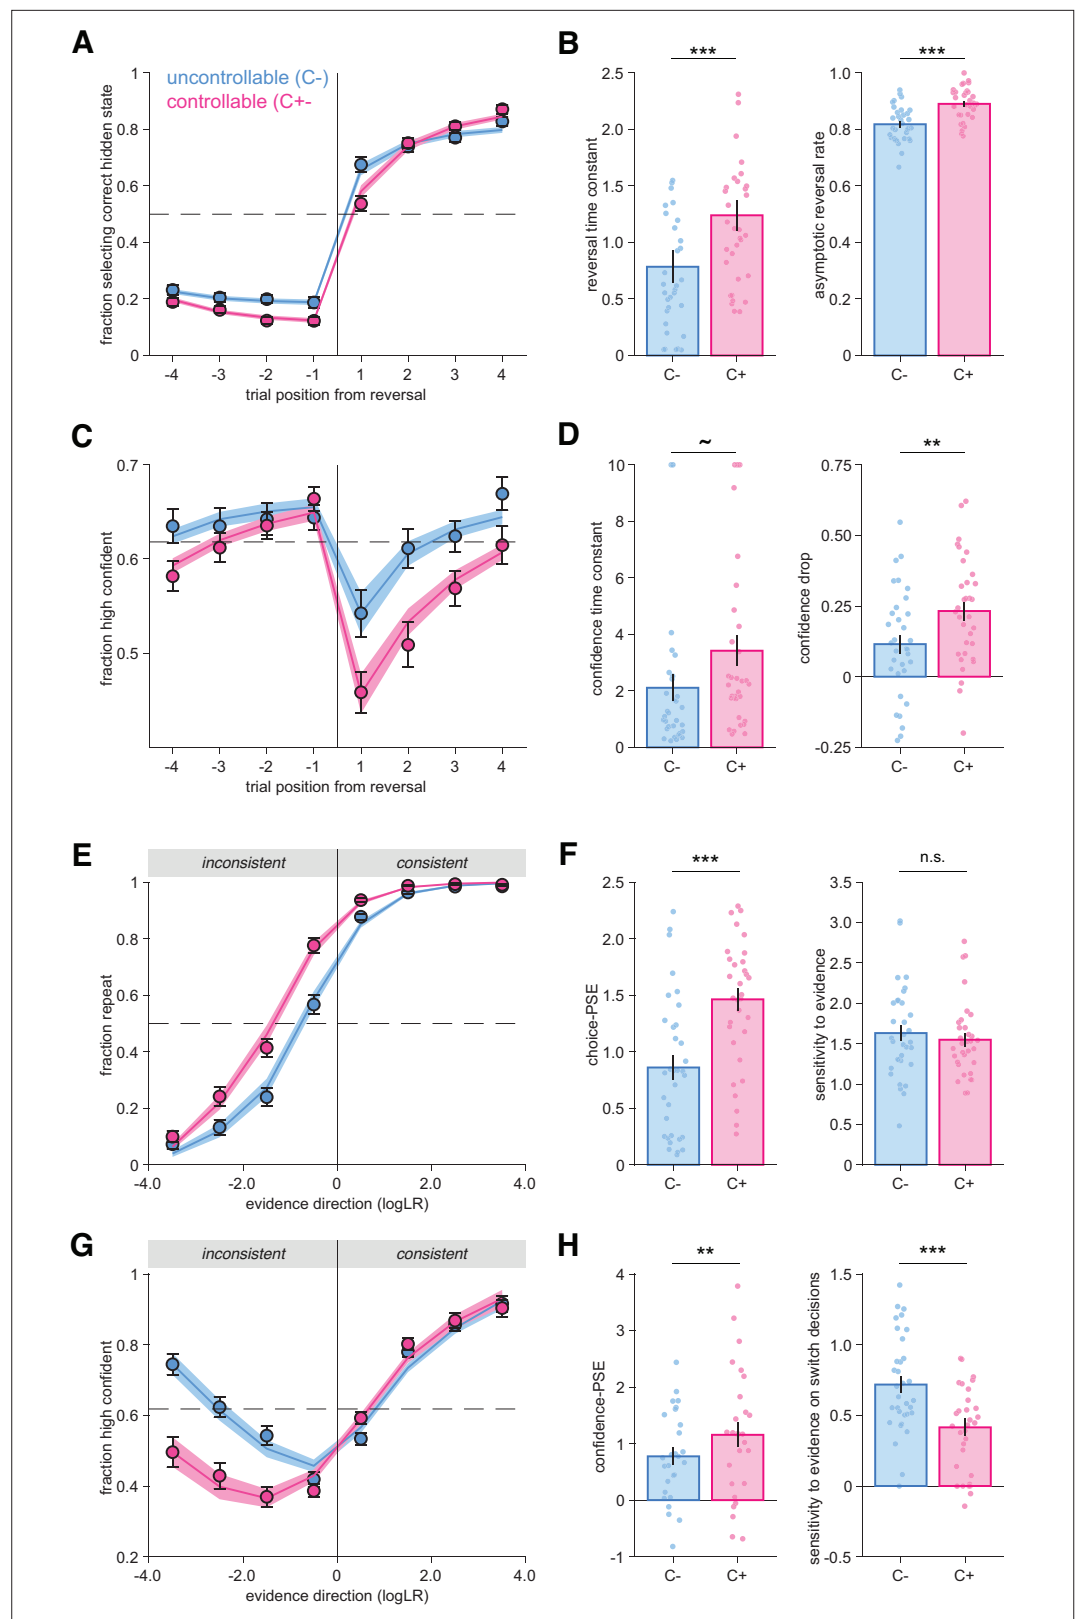 A
uncontrollable (C-)
controllable (C+-
fraction selecting correct hidden state
1
0.8
0.6
0.4
0.2
0
-4 -3 -2 -1 1 2 3 4
trial position from reversal
B
***
reversal time constant
2.5
2.0
1.5
1.0
0.5
0
C- C+
***
asymptotic reversal rate
1.0
0.8
0.6
0.4
0.2
0
C- C+
C
fraction high confident
0.7
0.6
0.5
-4 -3 -2 -1 1 2 3 4
trial position from reversal
D
~
confidence time constant
10
8
6
4
2
0
C- C+
**
confidence drop
0.75
0.50
0.25
0
-0.25
C- C+
E
inconsistent consistent
fraction repeat
1
0.8
0.6
0.4
0.2
0
-4.0 -2.0 0 2.0 4.0
evidence direction (logLR)
F
***
choice-PSE
2.5
2.0
1.5
1.0
0.5
0
C- C+
n.s.
sensitivity to evidence
3.5
3.0
2.5
2.0
1.5
1.0
0.5
0
C- C+
G
inconsistent consistent
fraction high confident
1
0.8
0.6
0.4
0.2
-4.0 -2.0 0 2.0 4.0
evidence direction (logLR)
H
**
confidence-PSE
4
3
2
1
0
-1
C- C+
***
sensitivity to evidence on switch decisions
1.5
1.0
0.5
0
-0.5
C- C+